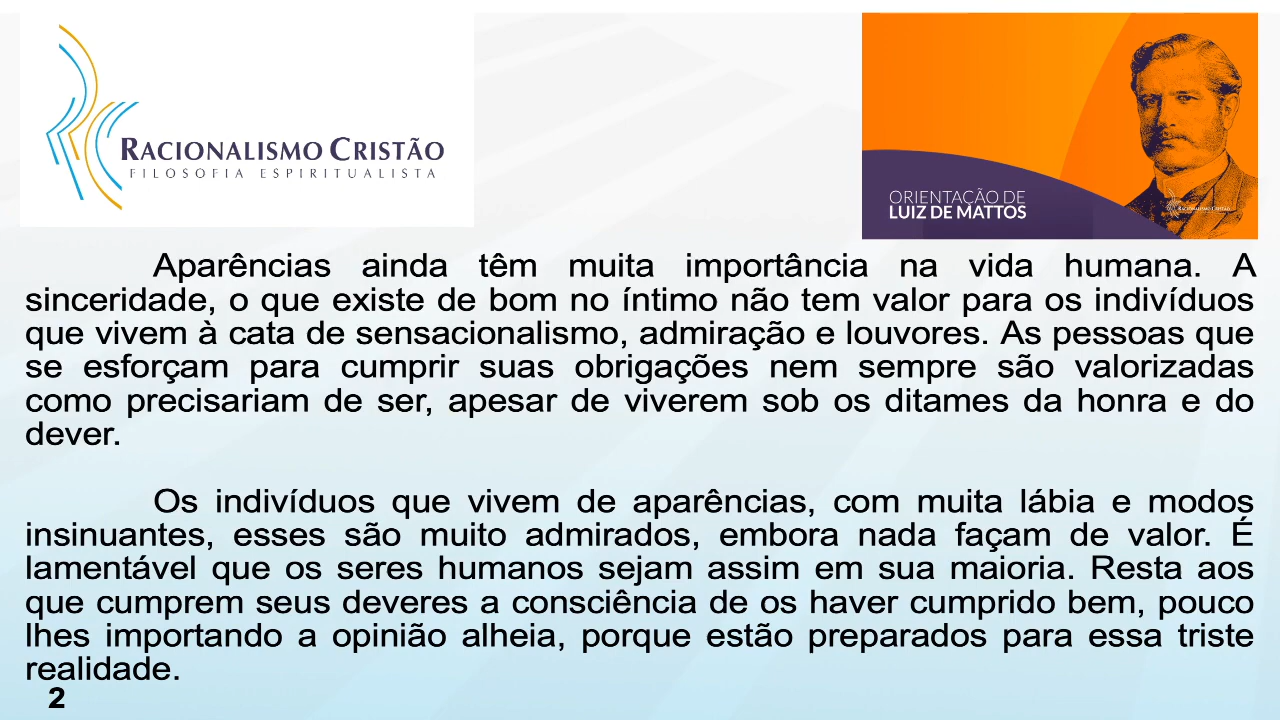 RACIONALISMO CRISTÃO
FILOSOFIA ESPIRITUALISTA
ORIENTAÇÃO DE
LUIZ DE MATTOS
RACIONALISMO CRISTÃO
Aparências ainda têm muita importância na vida humana. A
sinceridade, o que existe de bom no íntimo não tem valor para os indivíduos
que vivem à cata de sensacionalismo, admiração e louvores. As pessoas que
se esforçam para cumprir suas obrigações nem sempre são valorizadas
como precisariam de ser, apesar de viverem sob os ditames da honra e do
dever.
Os indivíduos que vivem de aparências, com muita lábia e modos
insinuantes, esses são muito admirados, embora nada façam de valor. É
lamentável que os seres humanos sejam assim em sua maioria. Resta aos
que cumprem seus deveres a consciência de os haver cumprido bem, pouco
lhes importando a opinião alheia, porque estão preparados para essa triste
realidade.
2